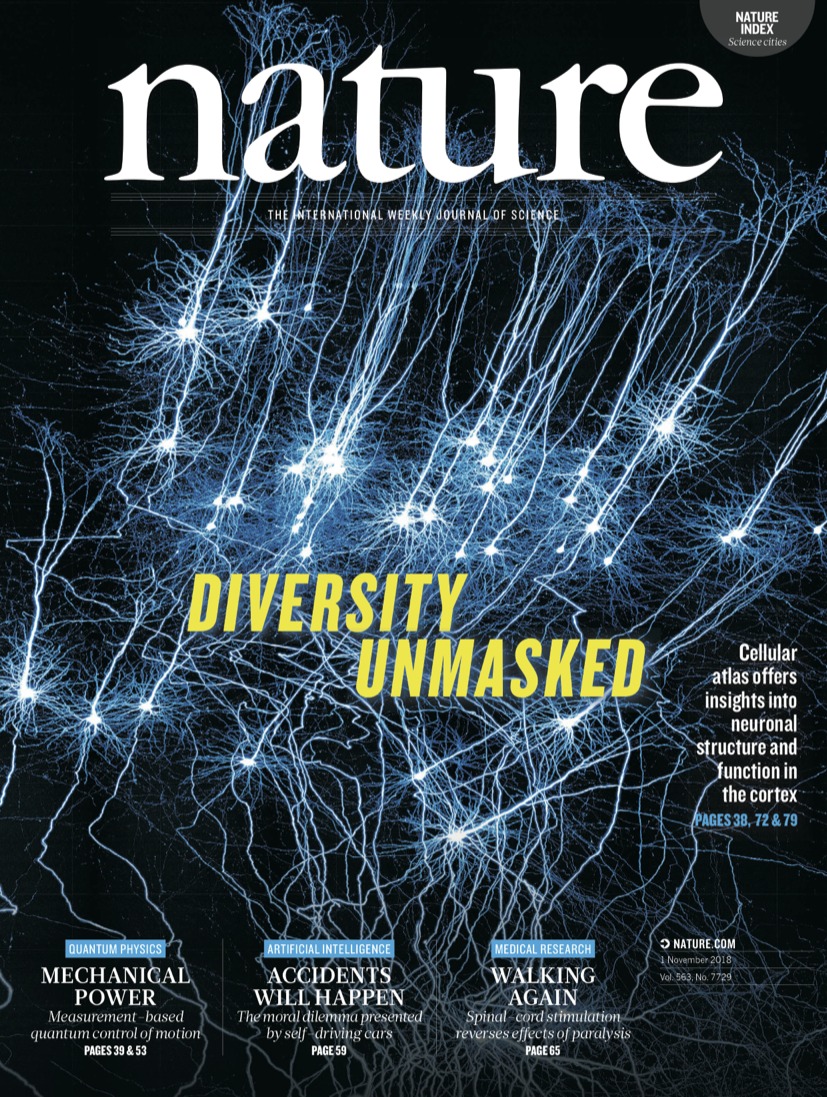 NATURE
INDEX
Science cities
nature
THE INTERNATIONAL WEEKLY JOURNAL OF SCIENCE
DIVERSITY
UNMASKED
Cellular
atlas offers
insights into
neuronal
structure and
function in
the cortex
PAGES 38, 72 & 79
QUANTUM PHYSICS
MECHANICAL
POWER
Measurement-based
quantum control of motion
PAGES 39 & 53
ARTIFICIAL INTELLIGENCE
ACCIDENTS
WILL HAPPEN
The moral dilemma presented
by self-driving cars
PAGE 59
MEDICAL RESEARCH
WALKING
AGAIN
Spinal-cord stimulation
reverses effects of paralysis
PAGE 65
NATURE.COM
1 November 2018
Vol. 563, No. 7729